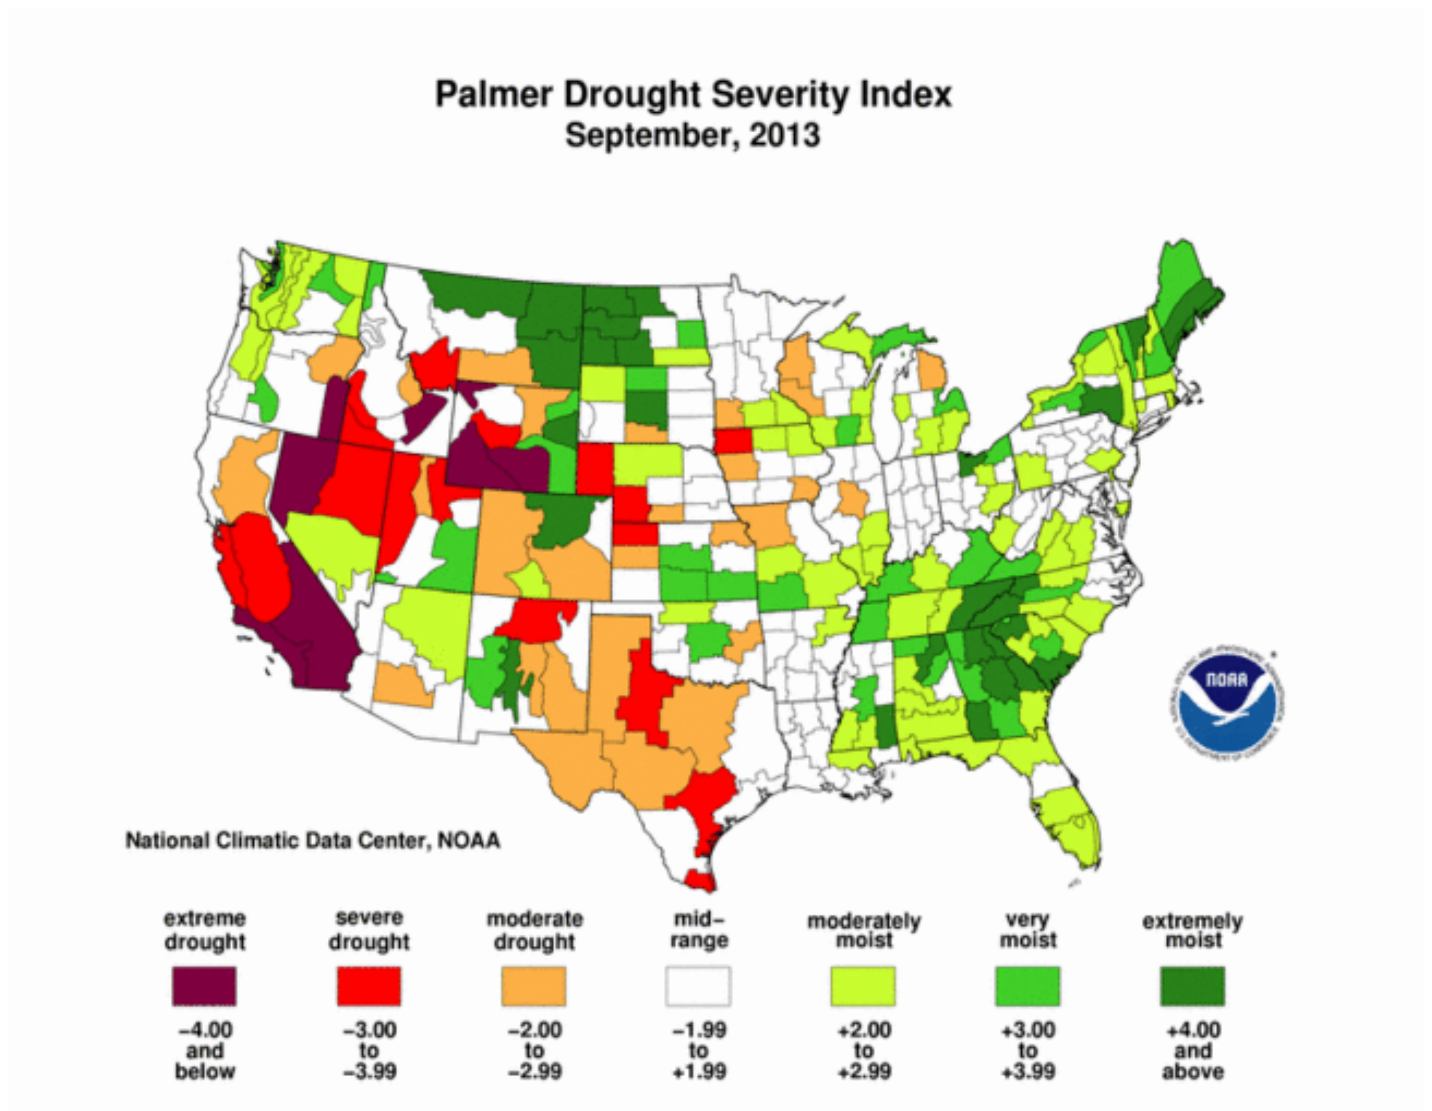 Palmer Drought Severity Index
September, 2013
NOAA
National Climatic Data Center, NOAA
extreme drought
severe drought
moderate drought
mid-range
moderately moist
very moist
extremely moist
−4.00 and below
−3.00 to −3.99
−2.00 to −2.99
−1.99 to +1.99
+2.00 to +2.99
+3.00 to +3.99
+4.00 and above